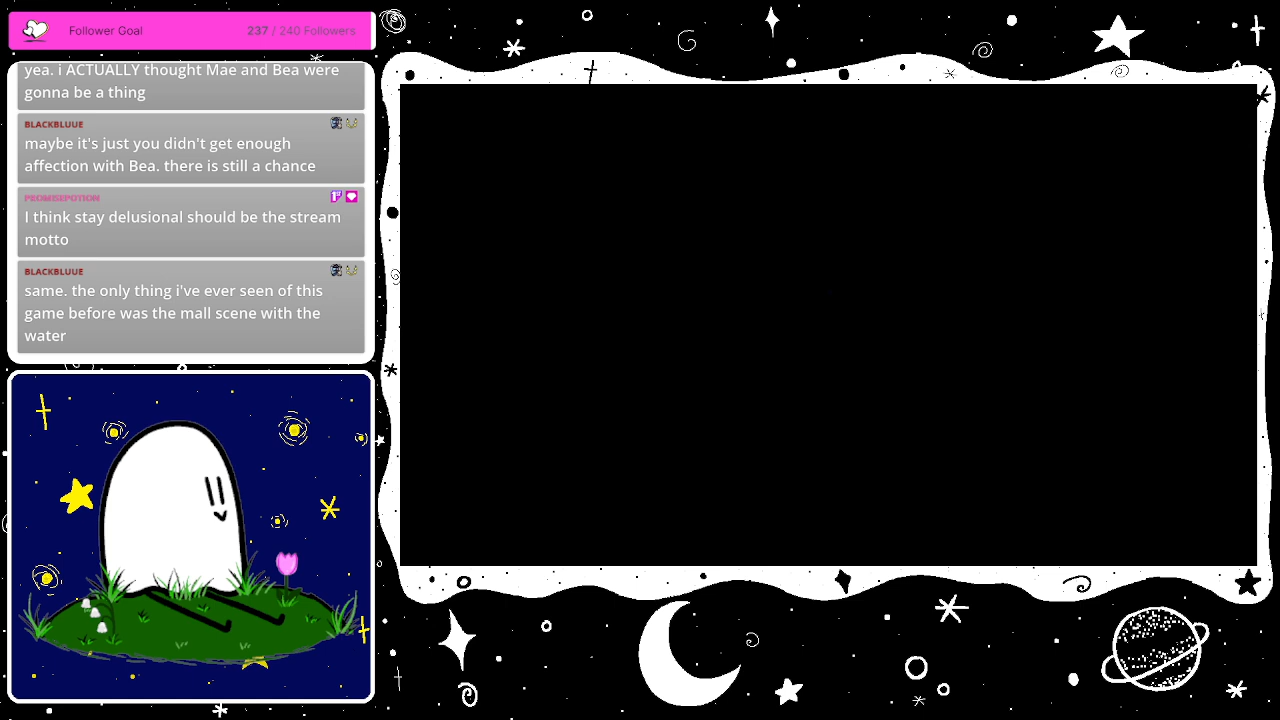 Follower Goal 237 / 240 Followers
yea. i ACTUALLY thought Mae and Bea were
gonna be a thing
BLACKBLUUE
maybe it's just you didn't get enough
affection with Bea. there is still a chance
PROMISEPOTION
I think stay delusional should be the stream
motto
BLACKBLUUE
same. the only thing i've ever seen of this
game before was the mall scene with the
water